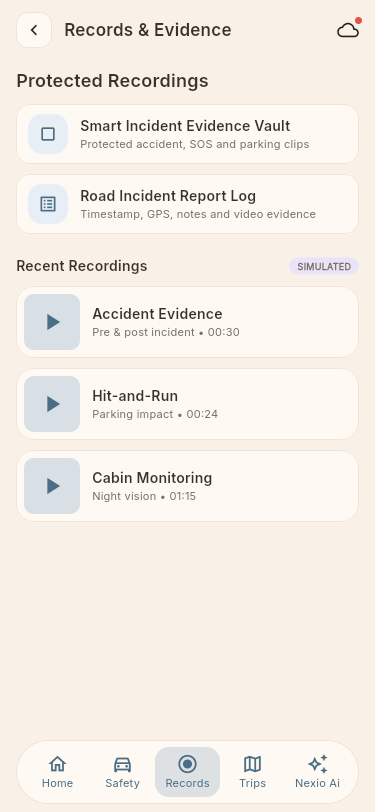 Records & Evidence
Protected Recordings
Smart Incident Evidence Vault
Protected accident, SOS and parking clips
Road Incident Report Log
Timestamp, GPS, notes and video evidence
Recent Recordings
SIMULATED
Accident Evidence
Pre & post incident • 00:30
Hit-and-Run
Parking impact • 00:24
Cabin Monitoring
Night vision • 01:15
Home
Safety
Records
Trips
Nexio Ai